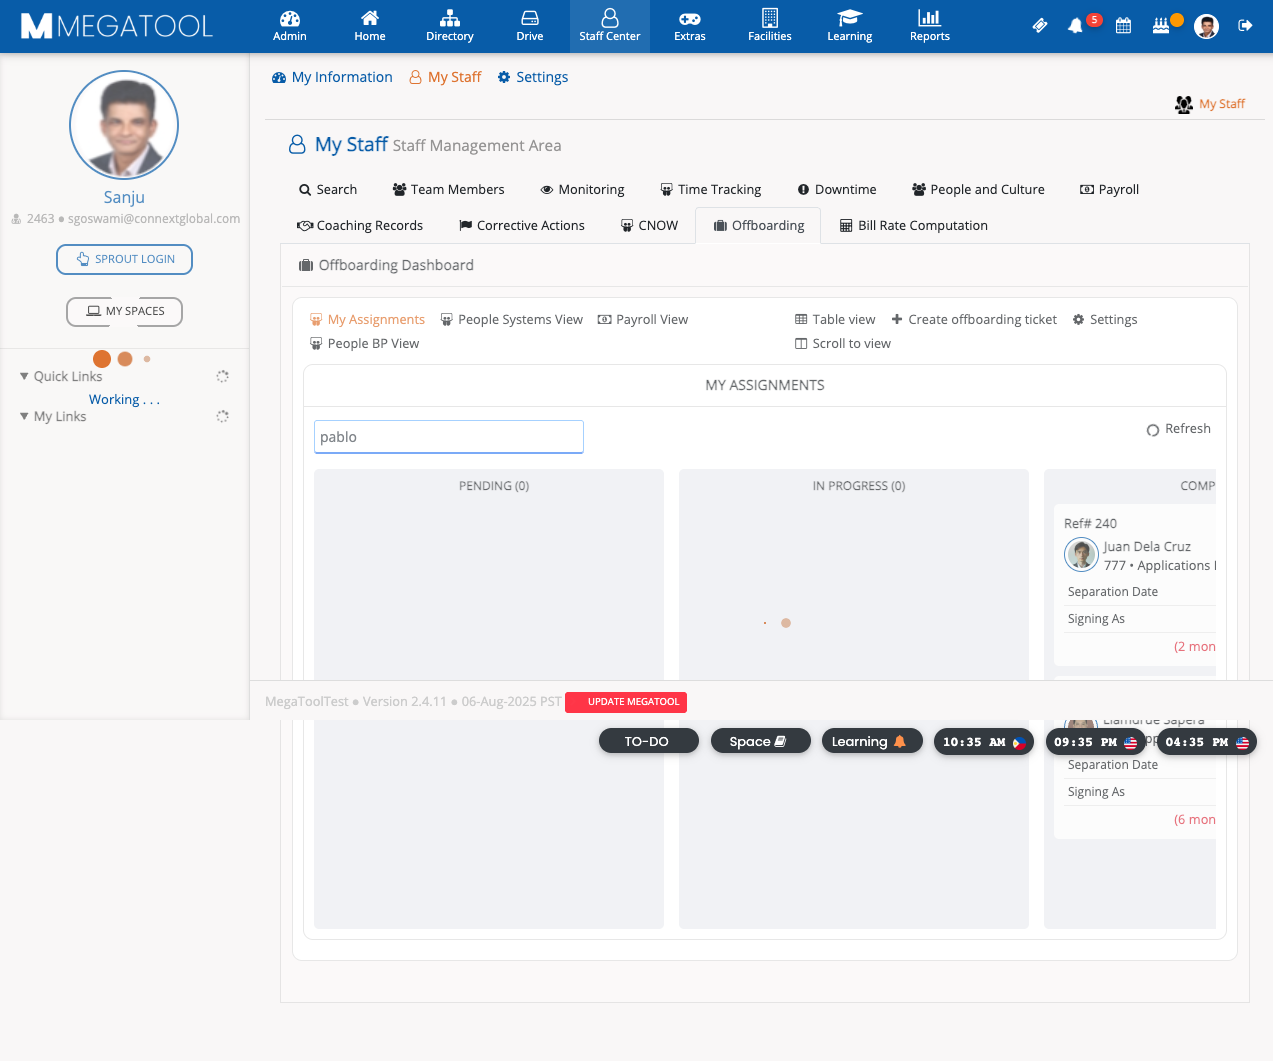 MEGATOOL
Admin
Home
Directory
Drive
Staff Center
Extras
Facilities
Learning
Reports
5
My Information
My Staff
Settings
My Staff
Sanju
2463 ● sgoswami@connextglobal.com
SPROUT LOGIN
MY SPACES
Quick Links
Working . . .
My Links
My Staff Staff Management Area
Search
Team Members
Monitoring
Time Tracking
Downtime
People and Culture
Payroll
Coaching Records
Corrective Actions
CNOW
Offboarding
Bill Rate Computation
Offboarding Dashboard
My Assignments
People Systems View
Payroll View
People BP View
Table view
Create offboarding ticket
Settings
Scroll to view
MY ASSIGNMENTS
pablo
Refresh
PENDING (0)
IN PROGRESS (0)
COMP
Ref# 240
Juan Dela Cruz
777 • Applications
Separation Date
Signing As
(2 mon
MegaToolTest ● Version 2.4.11 ● 06-Aug-2025 PST
UPDATE MEGATOOL
TO-DO
Space
Learning
10:35 AM
09:35 PM
04:35 PM
Separation Date
Signing As
(6 mon